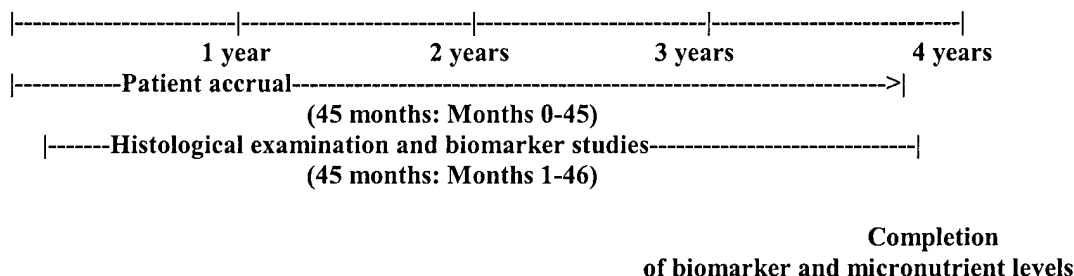 |--------------------|--------------------|--------------------|--------------------|
1 year 2 years 3 years 4 years
|----------Patient accrual-------------------------------------------------->|
(45 months: Months 0-45)
|-------Histological examination and biomarker studies-----------------------|
(45 months: Months 1-46)
Completion
of biomarker and micronutrient levels